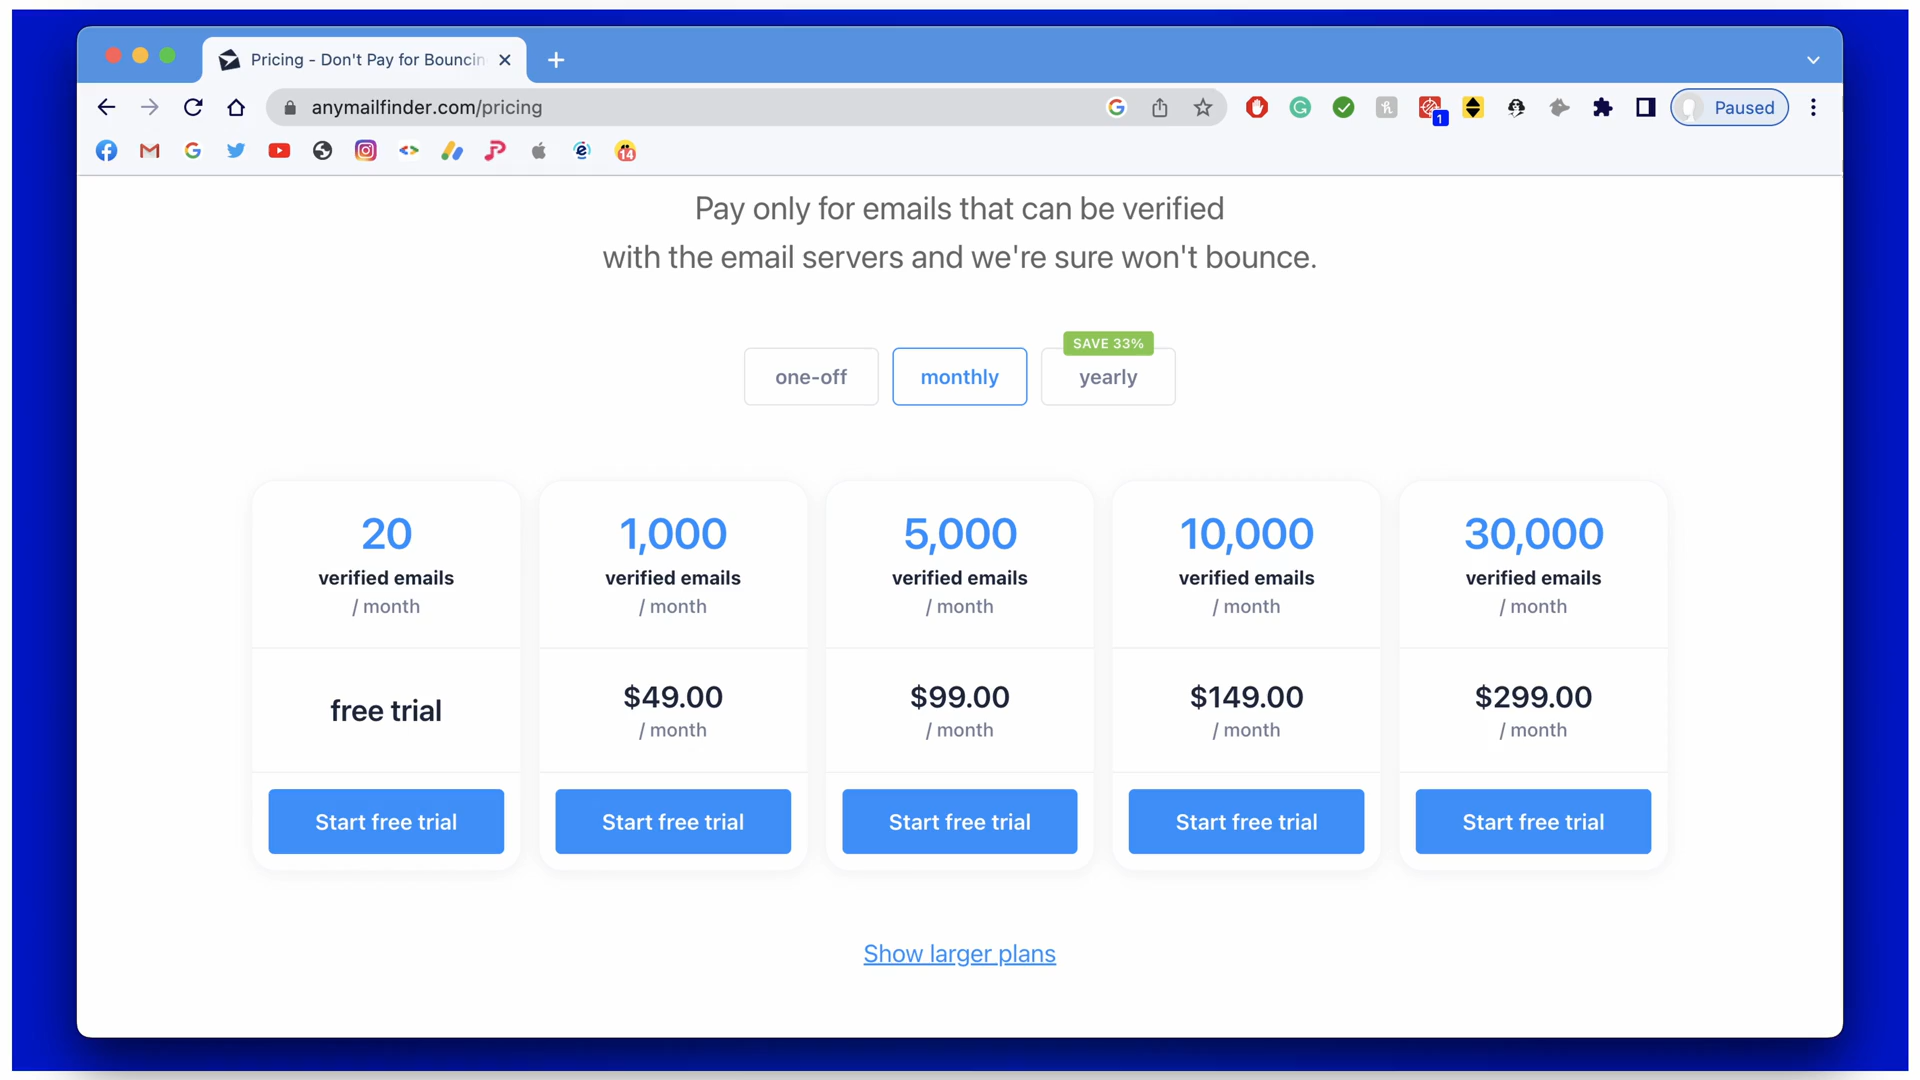 Pricing - Don't Pay for Bouncin
anymailfinder.com/pricing
1
Paused
14
Pay only for emails that can be verified
with the email servers and we're sure won't bounce.
SAVE 33%
one-off monthly yearly
20 1,000 5,000 10,000 30,000
verified emails verified emails verified emails verified emails verified emails
/ month / month / month / month / month
free trial $49.00 $99.00 $149.00 $299.00
/ month / month / month / month
Start free trial Start free trial Start free trial Start free trial Start free trial
Show larger plans